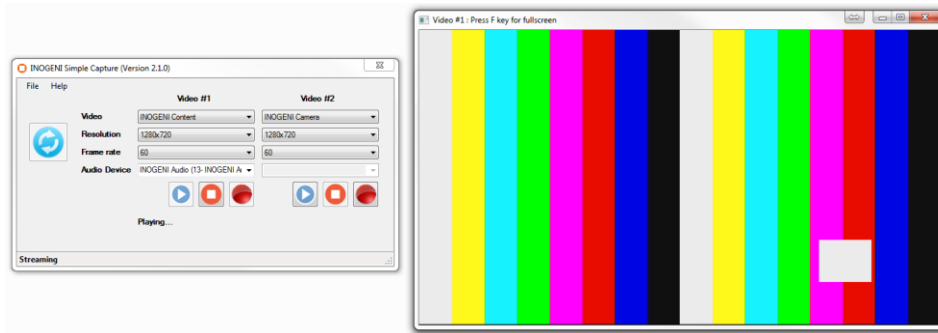 INOGENI Simple Capture (Version 2.1.0)
File Help
Video #1 Video #2
Video INOGENI Content INOGENI Camera
Resolution 1280x720 1280x720
Frame rate 60 60
Audio Device INOGENI Audio (13- INOGENI Au
Playing...
Streaming
Video #1 : Press F key for fullscreen